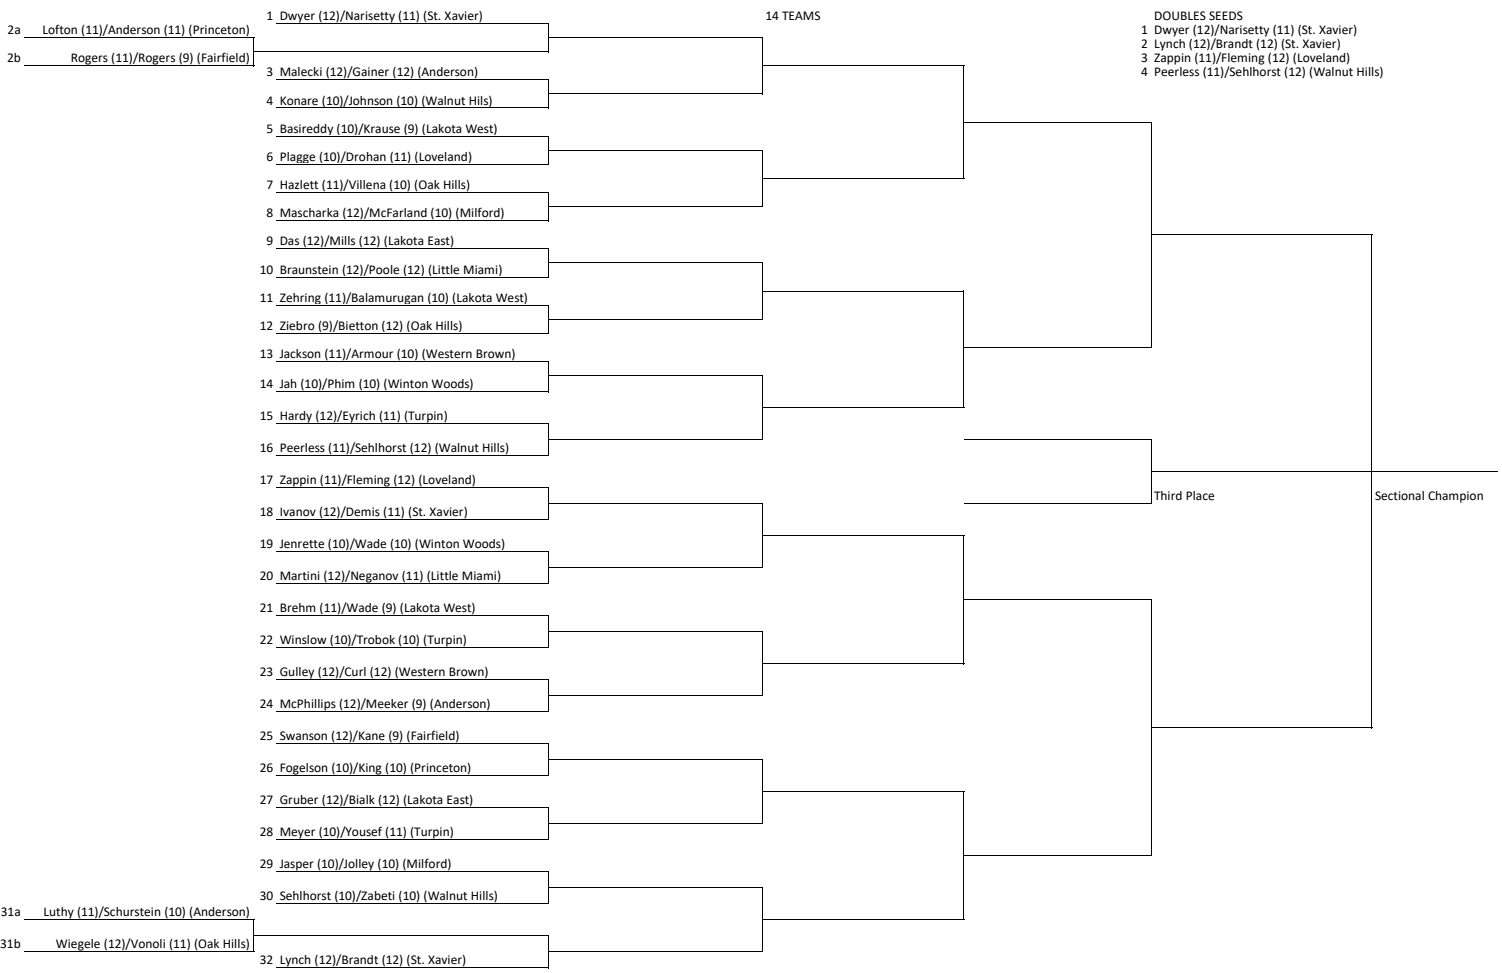 1 Dwyer (12)/Narisetty (11) (St. Xavier)
14 TEAMS
DOUBLES SEEDS
1 Dwyer (12)/Narisetty (11) (St. Xavier)
2 Lynch (12)/Brandt (12) (St. Xavier)
3 Zappin (11)/Fleming (12) (Loveland)
4 Peerless (11)/Sehlhorst (12) (Walnut Hills)
2a Lofton (11)/Anderson (11) (Princeton)
2b Rogers (11)/Rogers (9) (Fairfield)
3 Malecki (12)/Gainer (12) (Anderson)
4 Konare (10)/Johnson (10) (Walnut Hils)
5 Basireddy (10)/Krause (9) (Lakota West)
6 Plagge (10)/Drohan (11) (Loveland)
7 Hazlett (11)/Villena (10) (Oak Hills)
8 Mascharka (12)/McFarland (10) (Milford)
9 Das (12)/Mills (12) (Lakota East)
10 Braunstein (12)/Poole (12) (Little Miami)
11 Zehring (11)/Balamurugan (10) (Lakota West)
12 Ziebro (9)/Bietton (12) (Oak Hills)
13 Jackson (11)/Armour (10) (Western Brown)
14 Jah (10)/Phim (10) (Winton Woods)
15 Hardy (12)/Eyrich (11) (Turpin)
16 Peerless (11)/Sehlhorst (12) (Walnut Hills)
17 Zappin (11)/Fleming (12) (Loveland)
Third Place
Sectional Champion
18 Ivanov (12)/Demis (11) (St. Xavier)
19 Jenrette (10)/Wade (10) (Winton Woods)
20 Martini (12)/Neganov (11) (Little Miami)
21 Brehm (11)/Wade (9) (Lakota West)
22 Winslow (10)/Trobok (10) (Turpin)
23 Gulley (12)/Curl (12) (Western Brown)
24 McPhillips (12)/Meeker (9) (Anderson)
25 Swanson (12)/Kane (9) (Fairfield)
26 Fogelson (10)/King (10) (Princeton)
27 Gruber (12)/Bialk (12) (Lakota East)
28 Meyer (10)/Yousef (11) (Turpin)
29 Jasper (10)/Jolley (10) (Milford)
30 Sehlhorst (10)/Zabeti (10) (Walnut Hills)
31a Luthy (11)/Schurstein (10) (Anderson)
31b Wiegele (12)/Vonoli (11) (Oak Hills)
32 Lynch (12)/Brandt (12) (St. Xavier)